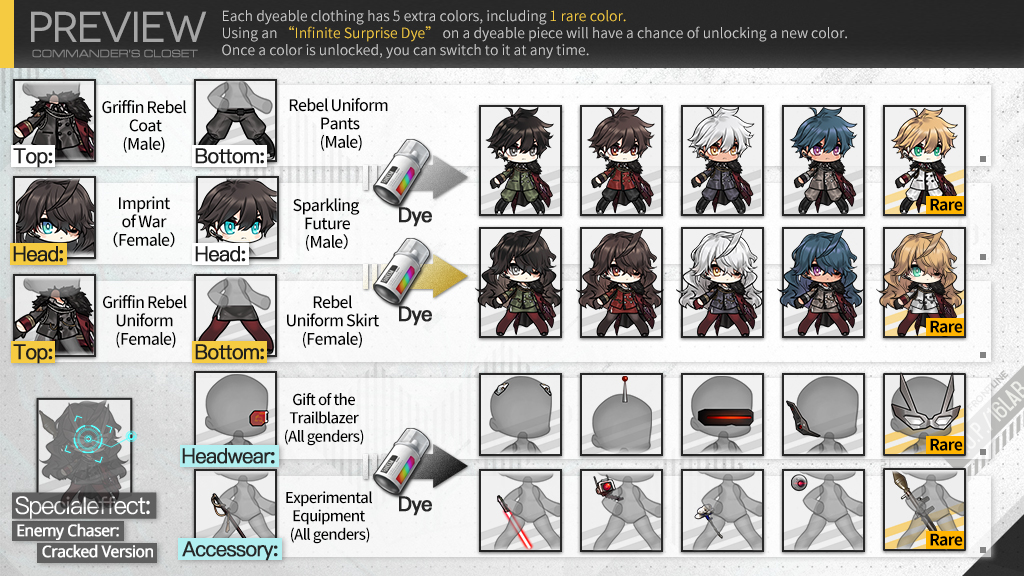 PREVIEW
COMMANDER'S CLOSET
Each dyeable clothing has 5 extra colors, including 1 rare color.
Using an “Infinite Surprise Dye” on a dyeable piece will have a chance of unlocking a new color.
Once a color is unlocked, you can switch to it at any time.
Top:
Griffin Rebel
Coat
(Male)
Bottom:
Rebel Uniform
Pants
(Male)
Head:
Imprint
of War
(Female)
Head:
Sparkling
Future
(Male)
Top:
Griffin Rebel
Uniform
(Female)
Bottom:
Rebel
Uniform Skirt
(Female)
Dye
Dye
Rare
Rare
Specialeffect:
Enemy Chaser:
Cracked Version
Headwear:
Gift of the
Trailblazer
(All genders)
Accessory:
Experimental
Equipment
(All genders)
Dye
Rare
Rare